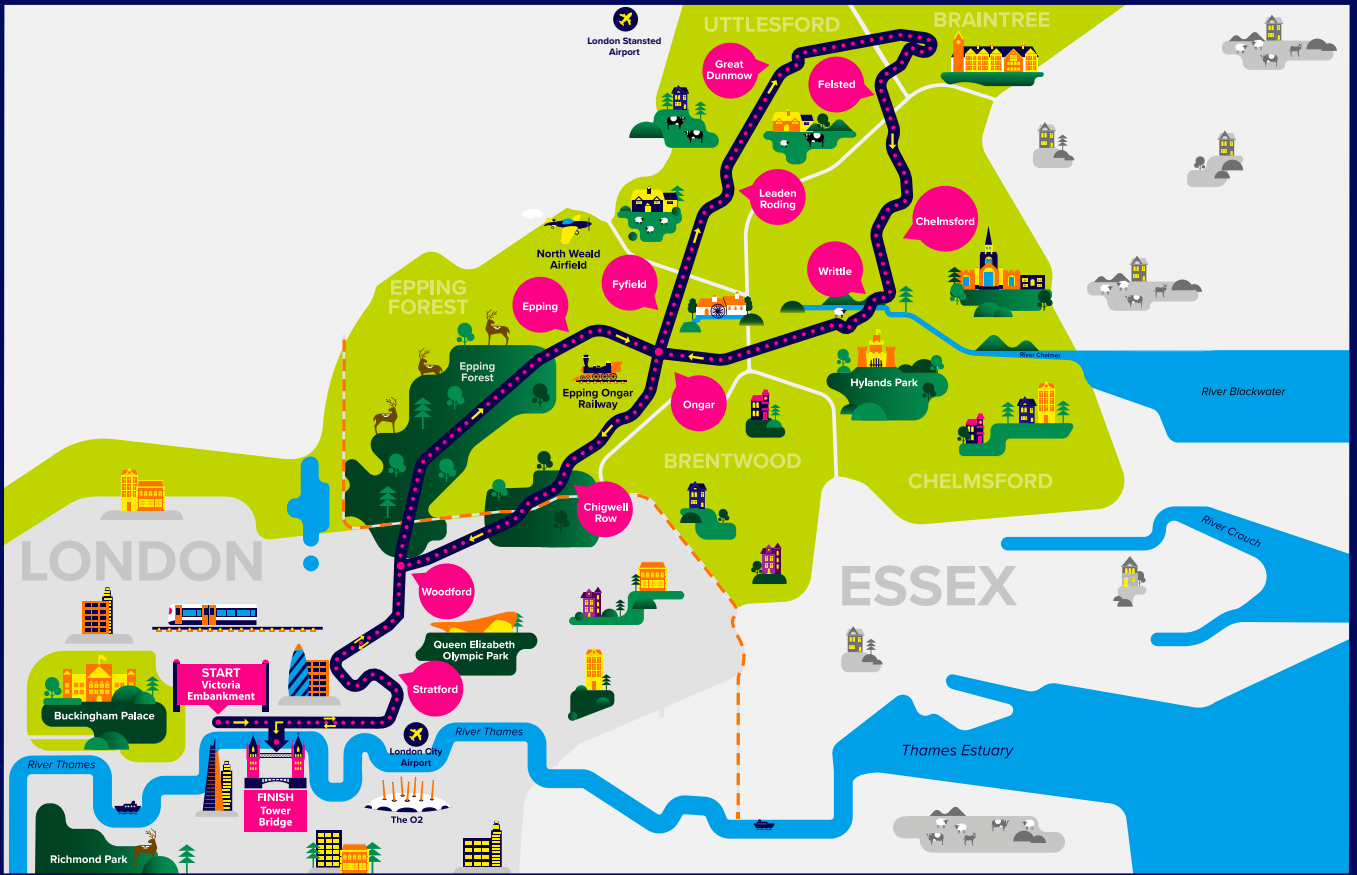 UTTLESFORD
BRAINTREE
London Stansted
Airport
Great
Dunmow
Felsted
Leaden
Roding
Chelmsford
North Weald
Airfield
Writtle
Fyfield
EPPING
FOREST
Epping
Epping
Forest
Epping Ongar
Railway
Ongar
Hylands Park
River Chelmer
River Blackwater
BRENTWOOD
CHELMSFORD
Chigwell
Row
River Crouch
LONDON
ESSEX
Woodford
Queen Elizabeth
Olympic Park
START
Victoria
Embankment
Stratford
Buckingham Palace
River Thames
London City
Airport
Thames Estuary
River Thames
FINISH
Tower
Bridge
The O2
Richmond Park